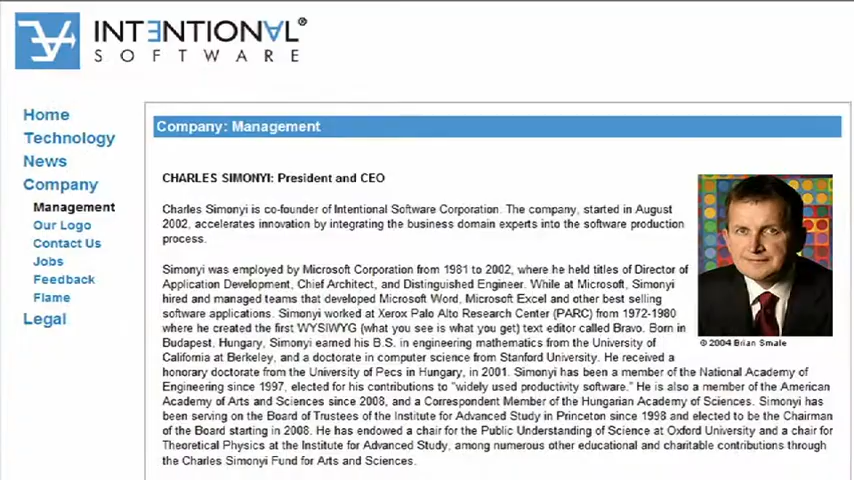 INTENTIONAL®
SOFTWARE
Home
Technology
News
Company
Management
Our Logo
Contact Us
Jobs
Feedback
Flame
Legal
Company: Management
CHARLES SIMONYI: President and CEO
Charles Simonyi is co-founder of Intentional Software Corporation. The company, started in August
2002, accelerates innovation by integrating the business domain experts into the software production
process.
Simonyi was employed by Microsoft Corporation from 1981 to 2002, where he held titles of Director of
Application Development, Chief Architect, and Distinguished Engineer. While at Microsoft, Simonyi
hired and managed teams that developed Microsoft Word, Microsoft Excel and other best selling
software applications. Simonyi worked at Xerox Palo Alto Research Center (PARC) from 1972-1980
where he created the first WYSIWYG (what you see is what you get) text editor called Bravo. Born in
Budapest, Hungary, Simonyi earned his B.S. in engineering mathematics from the University of
California at Berkeley, and a doctorate in computer science from Stanford University. He received a
honorary doctorate from the University of Pecs in Hungary, in 2001. Simonyi has been a member of the National Academy of
Engineering since 1997, elected for his contributions to "widely used productivity software." He is also a member of the American
Academy of Arts and Sciences since 2008, and a Correspondent Member of the Hungarian Academy of Sciences. Simonyi has
been serving on the Board of Trustees of the Institute for Advanced Study in Princeton since 1998 and elected to be the Chairman
of the Board starting in 2008. He has endowed a chair for the Public Understanding of Science at Oxford University and a chair for
Theoretical Physics at the Institute for Advanced Study, among numerous other educational and charitable contributions through
the Charles Simonyi Fund for Arts and Sciences.
© 2004 Brian Smale